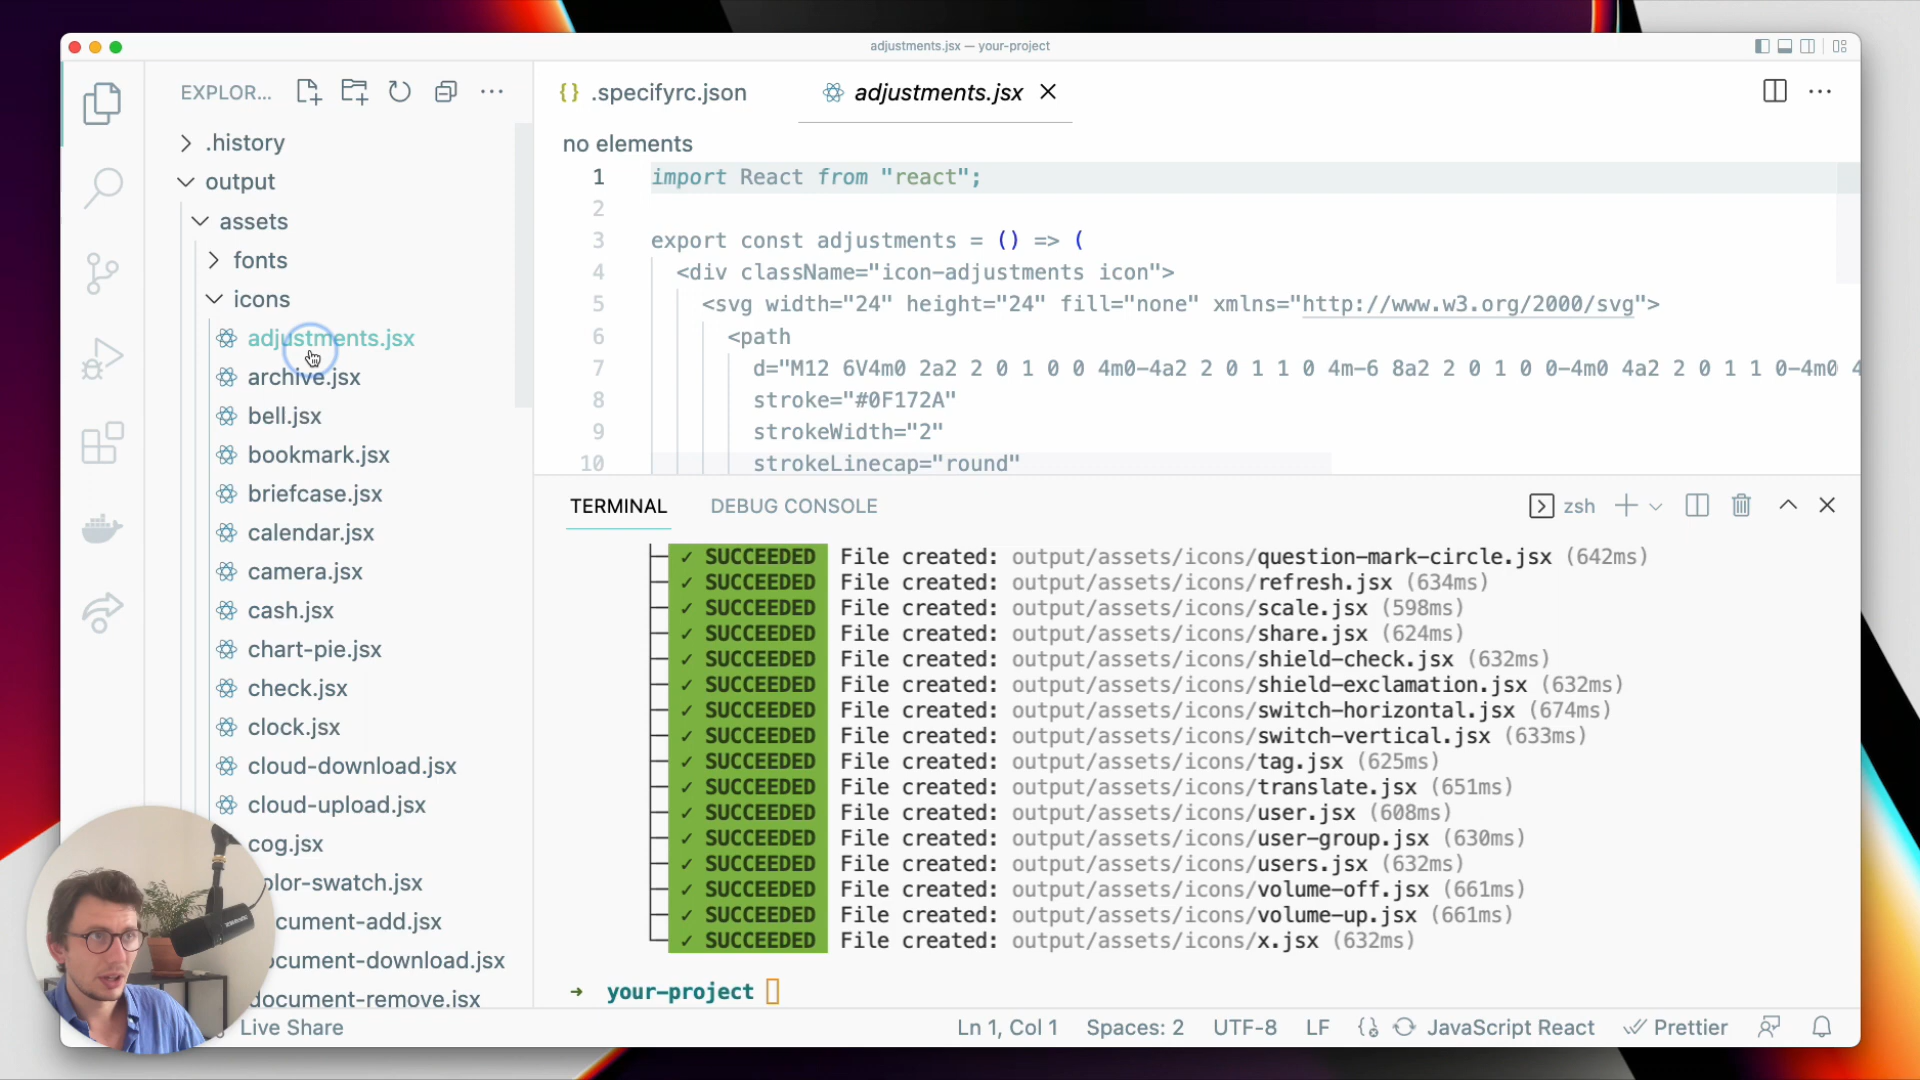 adjustments.jsx — your-project
EXPLOR...
.history
output
assets
fonts
icons
adjustments.jsx
archive.jsx
bell.jsx
bookmark.jsx
briefcase.jsx
calendar.jsx
camera.jsx
cash.jsx
chart-pie.jsx
check.jsx
clock.jsx
cloud-download.jsx
cloud-upload.jsx
cog.jsx
olor-swatch.jsx
ocument-add.jsx
ocument-download.jsx
document-remove.jsx
{} .specifyrc.json
adjustments.jsx
no elements
1 import React from "react";
2
3 export const adjustments = () => (
4 <div className="icon-adjustments icon">
5 <svg width="24" height="24" fill="none" xmlns="http://www.w3.org/2000/svg">
6 <path
7 d="M12 6V4m0 2a2 2 0 1 0 0 4m0-4a2 2 0 1 1 0 4m-6 8a2 2 0 1 0 0-4m0 4a2 2 0 1 1 0-4m0 4
8 stroke="#0F172A"
9 strokeWidth="2"
10 strokeLinecap="round"
TERMINAL DEBUG CONSOLE zsh
✓ SUCCEEDED File created: output/assets/icons/question-mark-circle.jsx (642ms)
✓ SUCCEEDED File created: output/assets/icons/refresh.jsx (634ms)
✓ SUCCEEDED File created: output/assets/icons/scale.jsx (598ms)
✓ SUCCEEDED File created: output/assets/icons/share.jsx (624ms)
✓ SUCCEEDED File created: output/assets/icons/shield-check.jsx (632ms)
✓ SUCCEEDED File created: output/assets/icons/shield-exclamation.jsx (632ms)
✓ SUCCEEDED File created: output/assets/icons/switch-horizontal.jsx (674ms)
✓ SUCCEEDED File created: output/assets/icons/switch-vertical.jsx (633ms)
✓ SUCCEEDED File created: output/assets/icons/tag.jsx (625ms)
✓ SUCCEEDED File created: output/assets/icons/translate.jsx (651ms)
✓ SUCCEEDED File created: output/assets/icons/user.jsx (608ms)
✓ SUCCEEDED File created: output/assets/icons/user-group.jsx (630ms)
✓ SUCCEEDED File created: output/assets/icons/users.jsx (632ms)
✓ SUCCEEDED File created: output/assets/icons/volume-off.jsx (661ms)
✓ SUCCEEDED File created: output/assets/icons/volume-up.jsx (661ms)
✓ SUCCEEDED File created: output/assets/icons/x.jsx (632ms)
➜ your-project
Live Share Ln 1, Col 1 Spaces: 2 UTF-8 LF JavaScript React Prettier